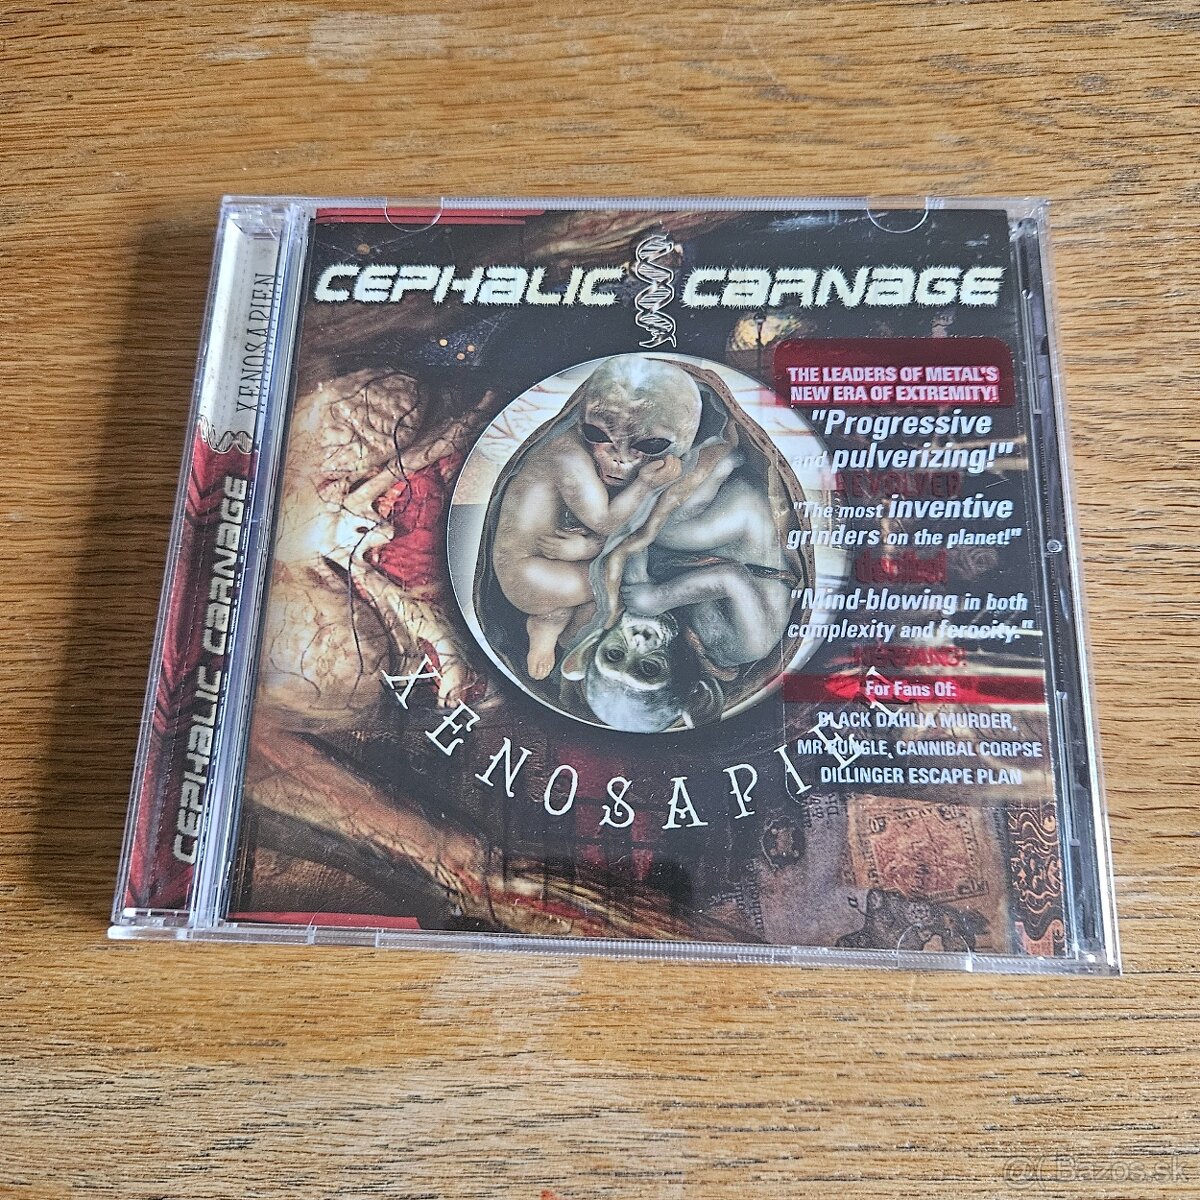 CEPHALIC CARNAGE
XENOSAPIEN
CEPHALIC CARNAGE
THE LEADERS OF METAL'S
NEW ERA OF EXTREMITY!
"Progressive
and pulverizing!"
REVOLVER
"The most inventive
grinders on the planet!"
"Mind-blowing in both
complexity and ferocity."
For Fans Of:
BLACK DAHLIA MURDER,
MR BUNGLE, CANNIBAL CORPSE
DILLINGER ESCAPE PLAN
XENOSAPIEN
Bazos.sk